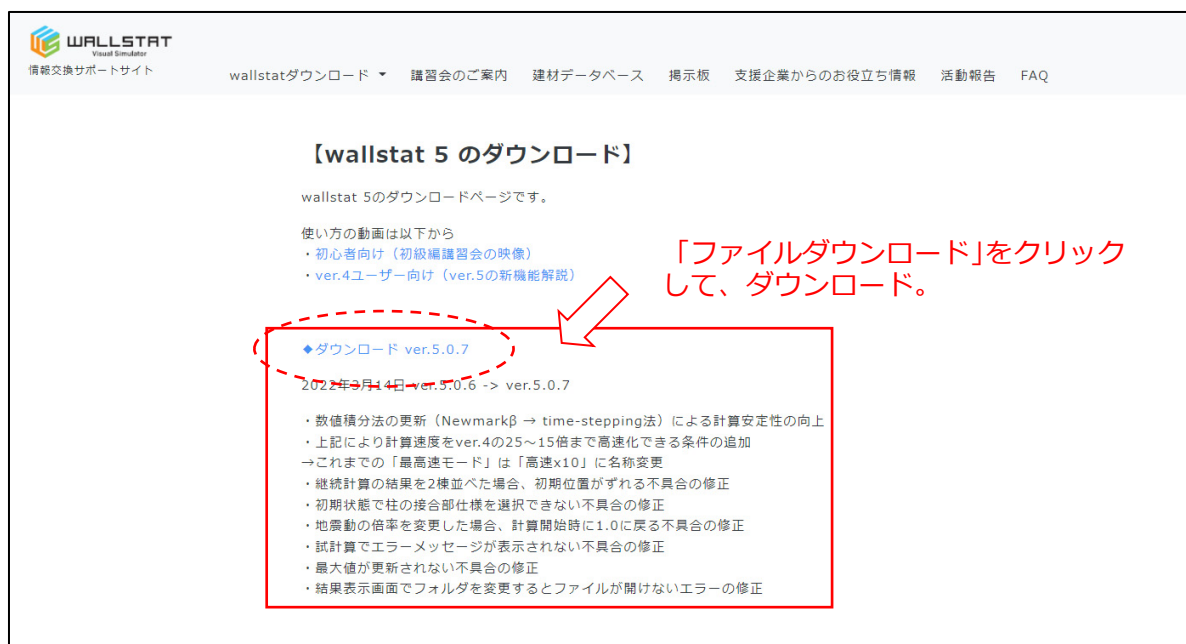 WALLSTAT
Visual Simulator
情報交換サポートサイト
wallstatダウンロード ▼ 講習会のご案内 建材データベース 掲示板 支援企業からのお役立ち情報 活動報告 FAQ
【wallstat 5 のダウンロード】
wallstat 5のダウンロードページです。
使い方の動画は以下から
・初心者向け（初級編講習会の映像）
・ver.4ユーザー向け（ver.5の新機能解説）
「ファイルダウンロード」をクリック
して、ダウンロード。
◆ダウンロード ver.5.0.7
2022年3月14日 ver.5.0.6 -> ver.5.0.7
・数値積分法の更新（Newmarkβ → time-stepping法）による計算安定性の向上
・上記により計算速度をver.4の25～15倍まで高速化できる条件の追加
→これまでの「最高速モード」は「高速x10」に名称変更
・継続計算の結果を2棟並べた場合、初期位置がずれる不具合の修正
・初期状態で柱の接合部仕様を選択できない不具合の修正
・地震動の倍率を変更した場合、計算開始時に1.0に戻る不具合の修正
・試計算でエラーメッセージが表示されない不具合の修正
・最大値が更新されない不具合の修正
・結果表示画面でフォルダを変更するとファイルが開けないエラーの修正